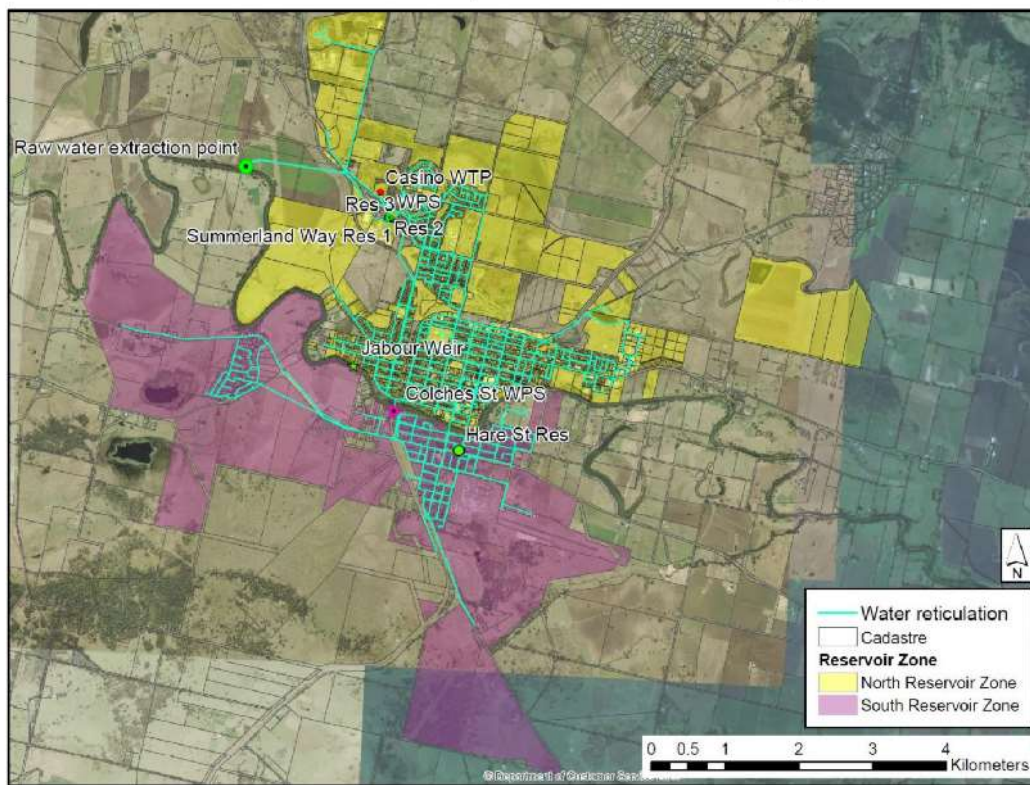 Raw water extraction point
Casino WTP
Res 3
WPS
Summerland Way Res 1
Res 2
Jabour Weir
Colches St WPS
Hare St Res
N
Water reticulation
Cadastre
Reservoir Zone
North Reservoir Zone
South Reservoir Zone
0 0.5 1 2 3 4
Kilometers
© Department of Customer